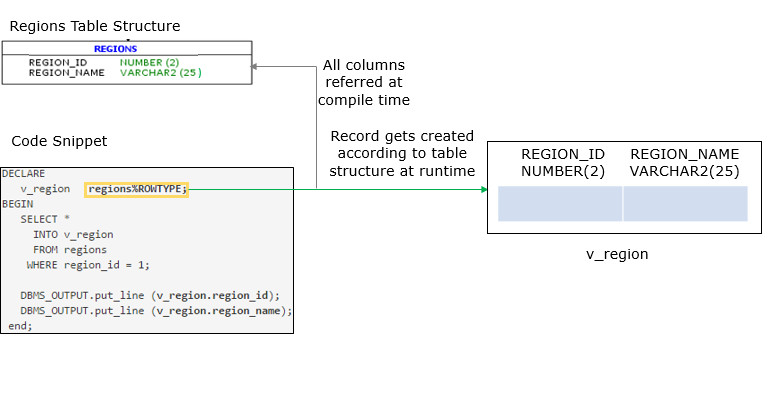 Regions Table Structure
REGIONS
REGION_ID NUMBER (2)
REGION_NAME VARCHAR2 (25 )
All columns
referred at
compile time
Code Snippet
Record gets created
according to table
structure at runtime
DECLARE
v_region regions%ROWTYPE;
BEGIN
SELECT *
INTO v_region
FROM regions
WHERE region_id = 1;
DBMS_OUTPUT.put_line (v_region.region_id);
DBMS_OUTPUT.put_line (v_region.region_name);
end;
REGION_ID REGION_NAME
NUMBER(2) VARCHAR2(25)
v_region